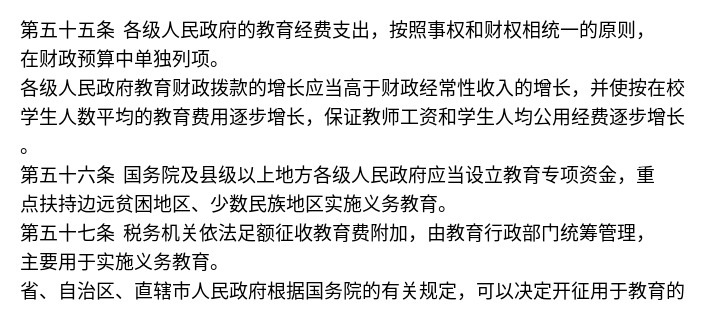 第五十五条 各级人民政府的教育经费支出，按照事权和财权相统一的原则，
在财政预算中单独列项。
各级人民政府教育财政拨款的增长应当高于财政经常性收入的增长，并使按在校
学生人数平均的教育费用逐步增长，保证教师工资和学生人均公用经费逐步增长
。
第五十六条 国务院及县级以上地方各级人民政府应当设立教育专项资金，重
点扶持边远贫困地区、少数民族地区实施义务教育。
第五十七条 税务机关依法足额征收教育费附加，由教育行政部门统筹管理，
主要用于实施义务教育。
省、自治区、直辖市人民政府根据国务院的有关规定，可以决定开征用于教育的